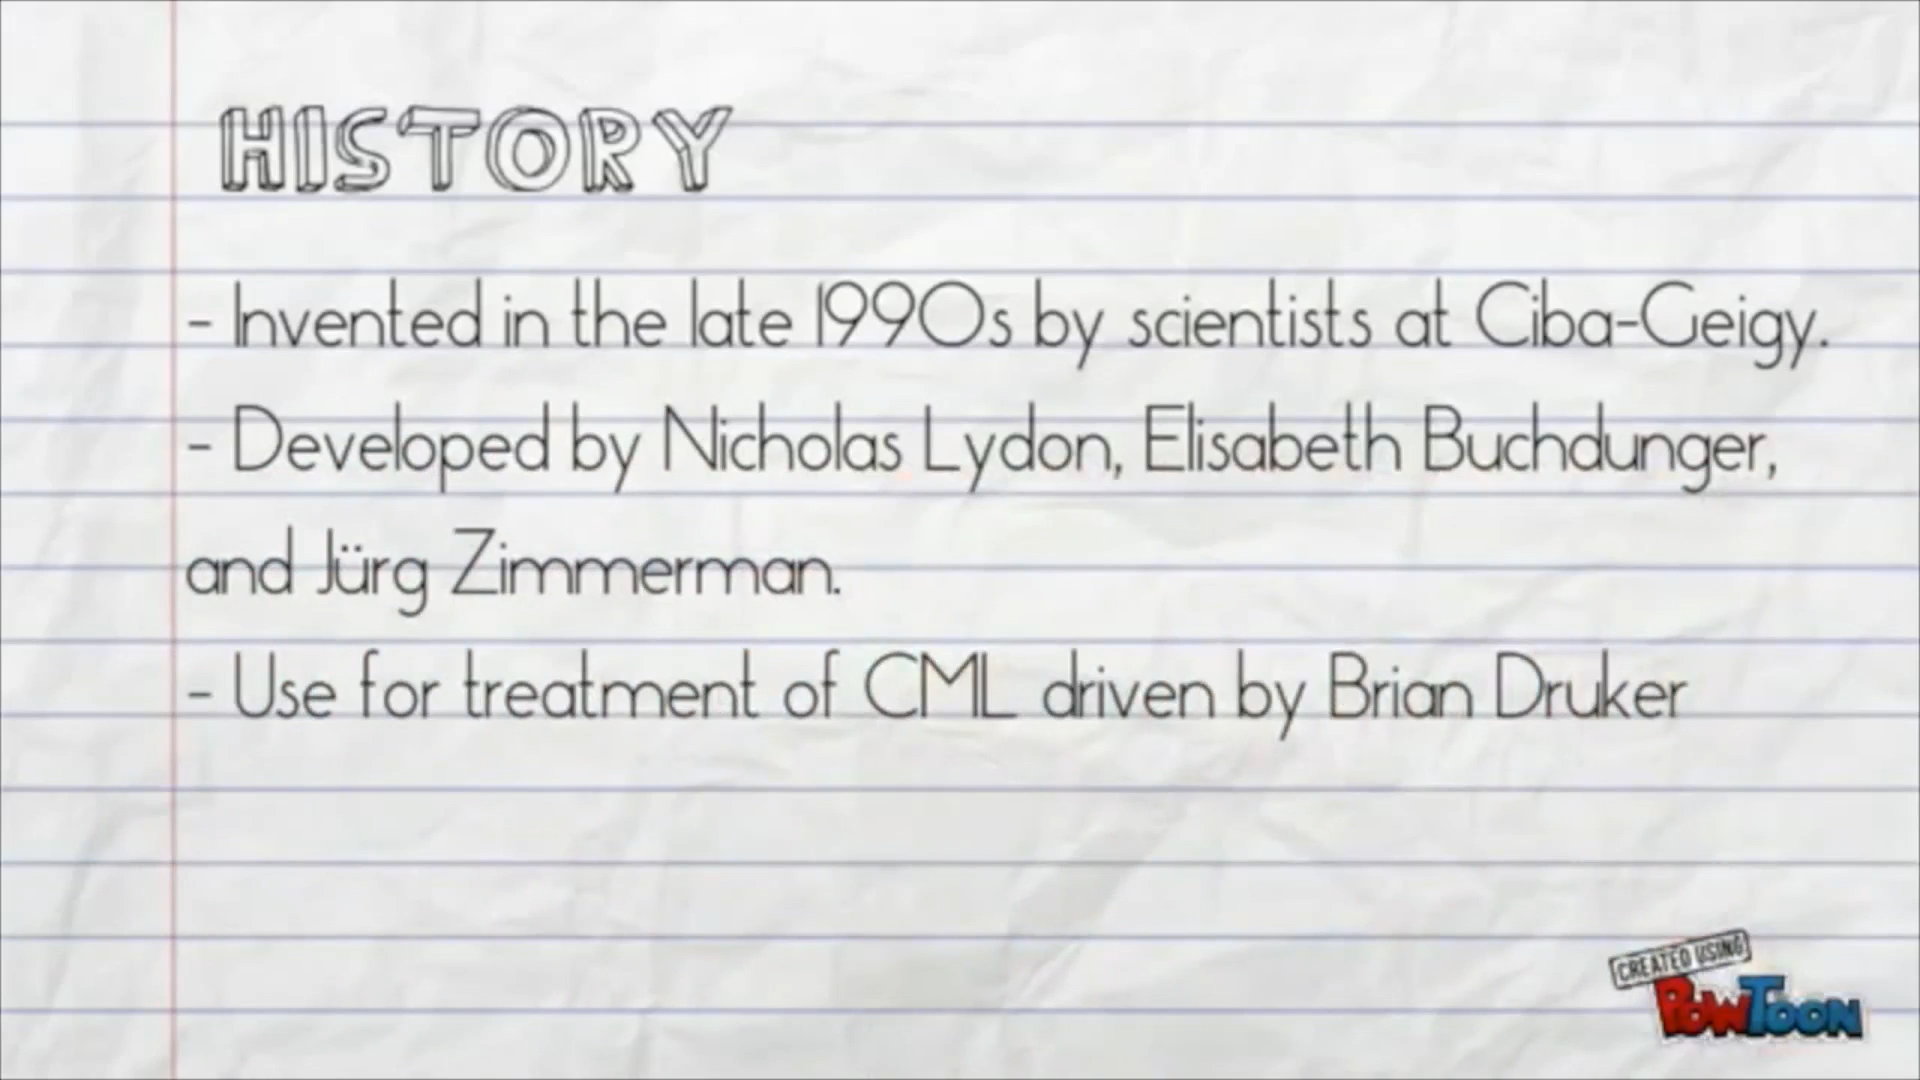 HISTORY
- Invented in the late 1990s by scientists at Ciba-Geigy.
- Developed by Nicholas Lydon, Elisabeth Buchdunger,
and Jürg Zimmerman.
- Use for treatment of CML driven by Brian Druker
CREATED USING
POWTOON